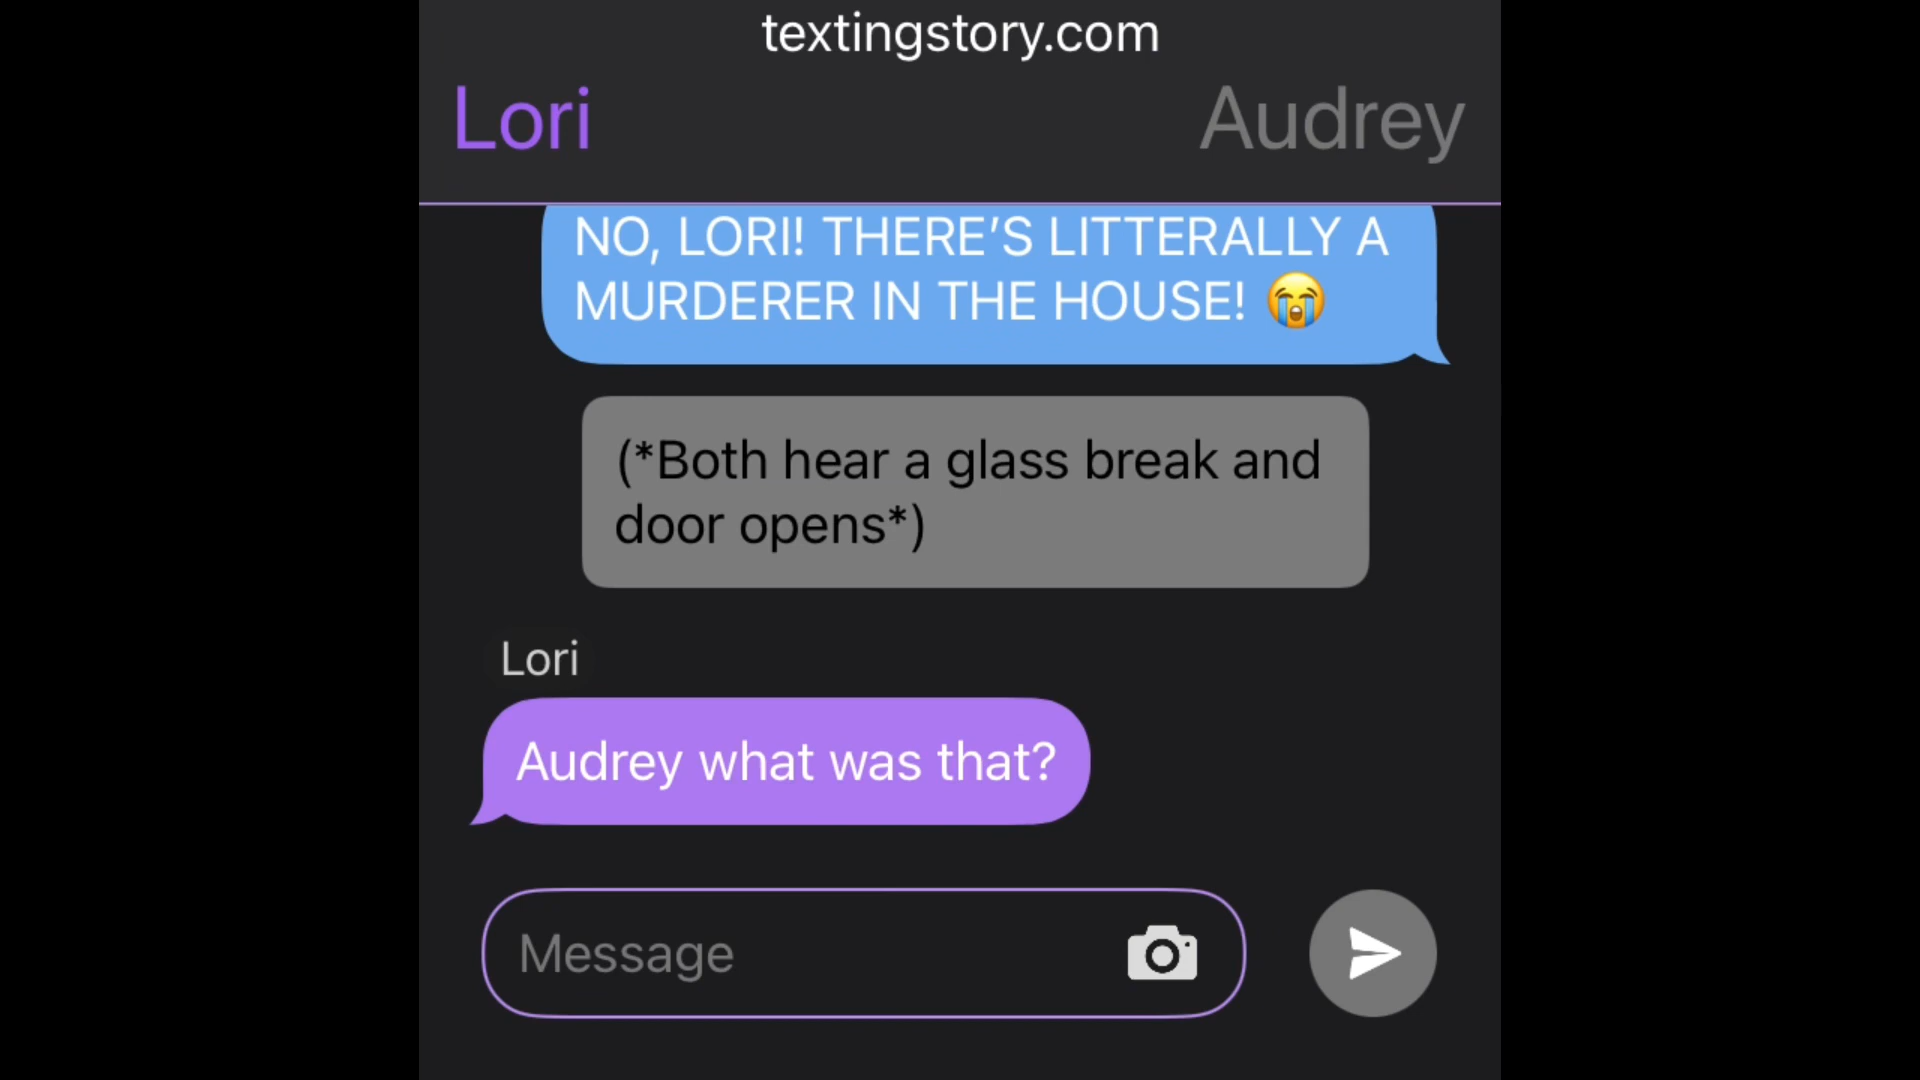 textingstory.com
Lori Audrey
NO, LORI! THERE’S LITTERALLY A
MURDERER IN THE HOUSE! 😭
(*Both hear a glass break and
door opens*)
Lori
Audrey what was that?
Message